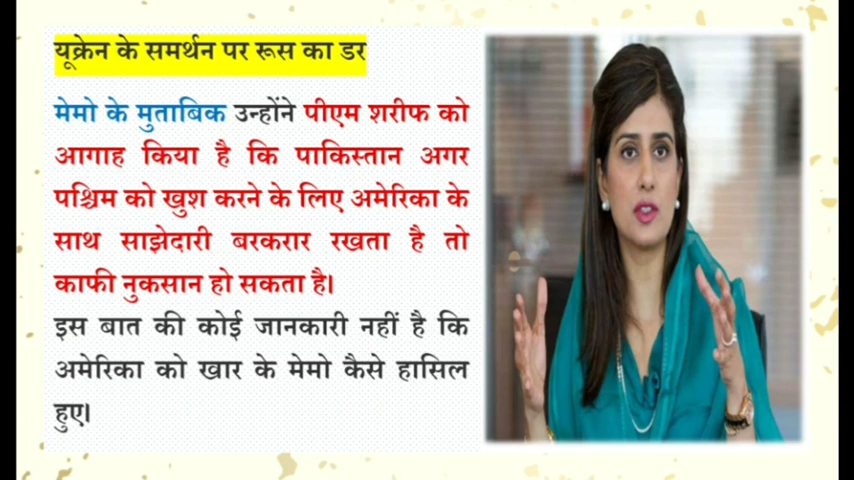 यूक्रेन के समर्थन पर रूस का डर
मेमो के मुताबिक उन्होंने पीएम शरीफ को
आगाह किया है कि पाकिस्तान अगर
पश्चिम को खुश करने के लिए अमेरिका के
साथ साझेदारी बरकरार रखता है तो
काफी नुकसान हो सकता है।
इस बात की कोई जानकारी नहीं है कि
अमेरिका को खार के मेमो कैसे हासिल
हुए।